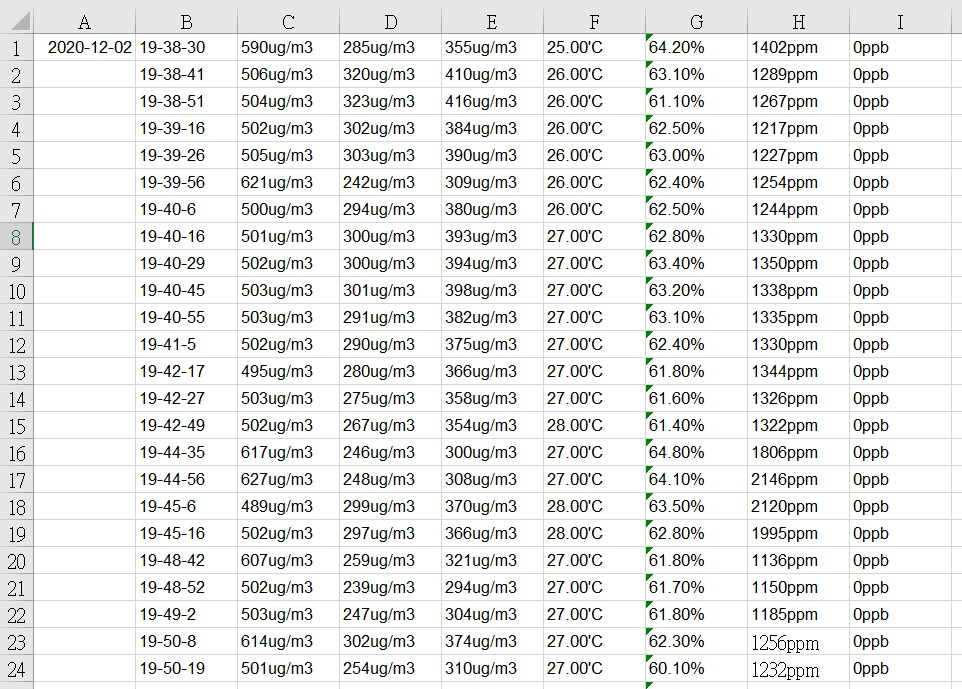 A B C D E F G H I
1 2020-12-02 19-38-30 590ug/m3 285ug/m3 355ug/m3 25.00'C 64.20% 1402ppm 0ppb
2 19-38-41 506ug/m3 320ug/m3 410ug/m3 26.00'C 63.10% 1289ppm 0ppb
3 19-38-51 504ug/m3 323ug/m3 416ug/m3 26.00'C 61.10% 1267ppm 0ppb
4 19-39-16 502ug/m3 302ug/m3 384ug/m3 26.00'C 62.50% 1217ppm 0ppb
5 19-39-26 505ug/m3 303ug/m3 390ug/m3 26.00'C 63.00% 1227ppm 0ppb
6 19-39-56 621ug/m3 242ug/m3 309ug/m3 26.00'C 62.40% 1254ppm 0ppb
7 19-40-6 500ug/m3 294ug/m3 380ug/m3 26.00'C 62.50% 1244ppm 0ppb
8 19-40-16 501ug/m3 300ug/m3 393ug/m3 27.00'C 62.80% 1330ppm 0ppb
9 19-40-29 502ug/m3 300ug/m3 394ug/m3 27.00'C 63.40% 1350ppm 0ppb
10 19-40-45 503ug/m3 301ug/m3 398ug/m3 27.00'C 63.20% 1338ppm 0ppb
11 19-40-55 503ug/m3 291ug/m3 382ug/m3 27.00'C 63.10% 1335ppm 0ppb
12 19-41-5 502ug/m3 290ug/m3 375ug/m3 27.00'C 62.40% 1330ppm 0ppb
13 19-42-17 495ug/m3 280ug/m3 366ug/m3 27.00'C 61.80% 1344ppm 0ppb
14 19-42-27 503ug/m3 275ug/m3 358ug/m3 27.00'C 61.60% 1326ppm 0ppb
15 19-42-49 502ug/m3 267ug/m3 354ug/m3 28.00'C 61.40% 1322ppm 0ppb
16 19-44-35 617ug/m3 246ug/m3 300ug/m3 27.00'C 64.80% 1806ppm 0ppb
17 19-44-56 627ug/m3 248ug/m3 308ug/m3 27.00'C 64.10% 2146ppm 0ppb
18 19-45-6 489ug/m3 299ug/m3 370ug/m3 28.00'C 63.50% 2120ppm 0ppb
19 19-45-16 502ug/m3 297ug/m3 366ug/m3 28.00'C 62.80% 1995ppm 0ppb
20 19-48-42 607ug/m3 259ug/m3 321ug/m3 27.00'C 61.80% 1136ppm 0ppb
21 19-48-52 502ug/m3 239ug/m3 294ug/m3 27.00'C 61.70% 1150ppm 0ppb
22 19-49-2 503ug/m3 247ug/m3 304ug/m3 27.00'C 61.80% 1185ppm 0ppb
23 19-50-8 614ug/m3 302ug/m3 374ug/m3 27.00'C 62.30% 1256ppm 0ppb
24 19-50-19 501ug/m3 254ug/m3 310ug/m3 27.00'C 60.10% 1232ppm 0ppb